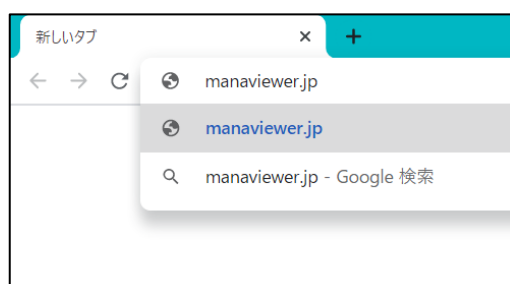 新しいタブ
manaviewer.jp
manaviewer.jp
manaviewer.jp - Google 検索